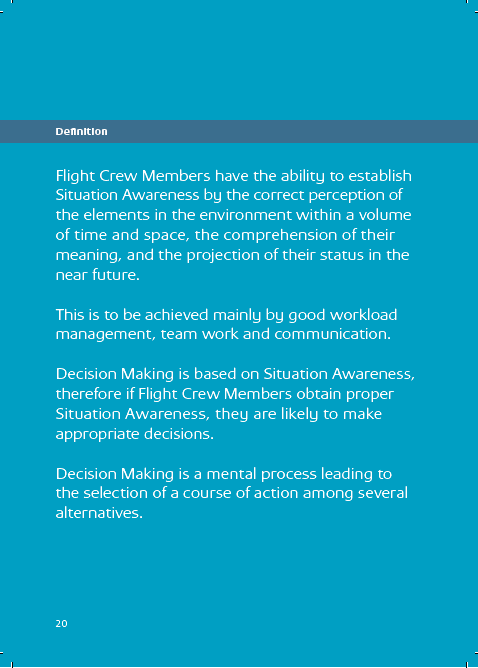 Definition
Flight Crew Members have the ability to establish
Situation Awareness by the correct perception of
the elements in the environment within a volume
of time and space, the comprehension of their
meaning, and the projection of their status in the
near future.
This is to be achieved mainly by good workload
management, team work and communication.
Decision Making is based on Situation Awareness,
therefore if Flight Crew Members obtain proper
Situation Awareness, they are likely to make
appropriate decisions.
Decision Making is a mental process leading to
the selection of a course of action among several
alternatives.
20